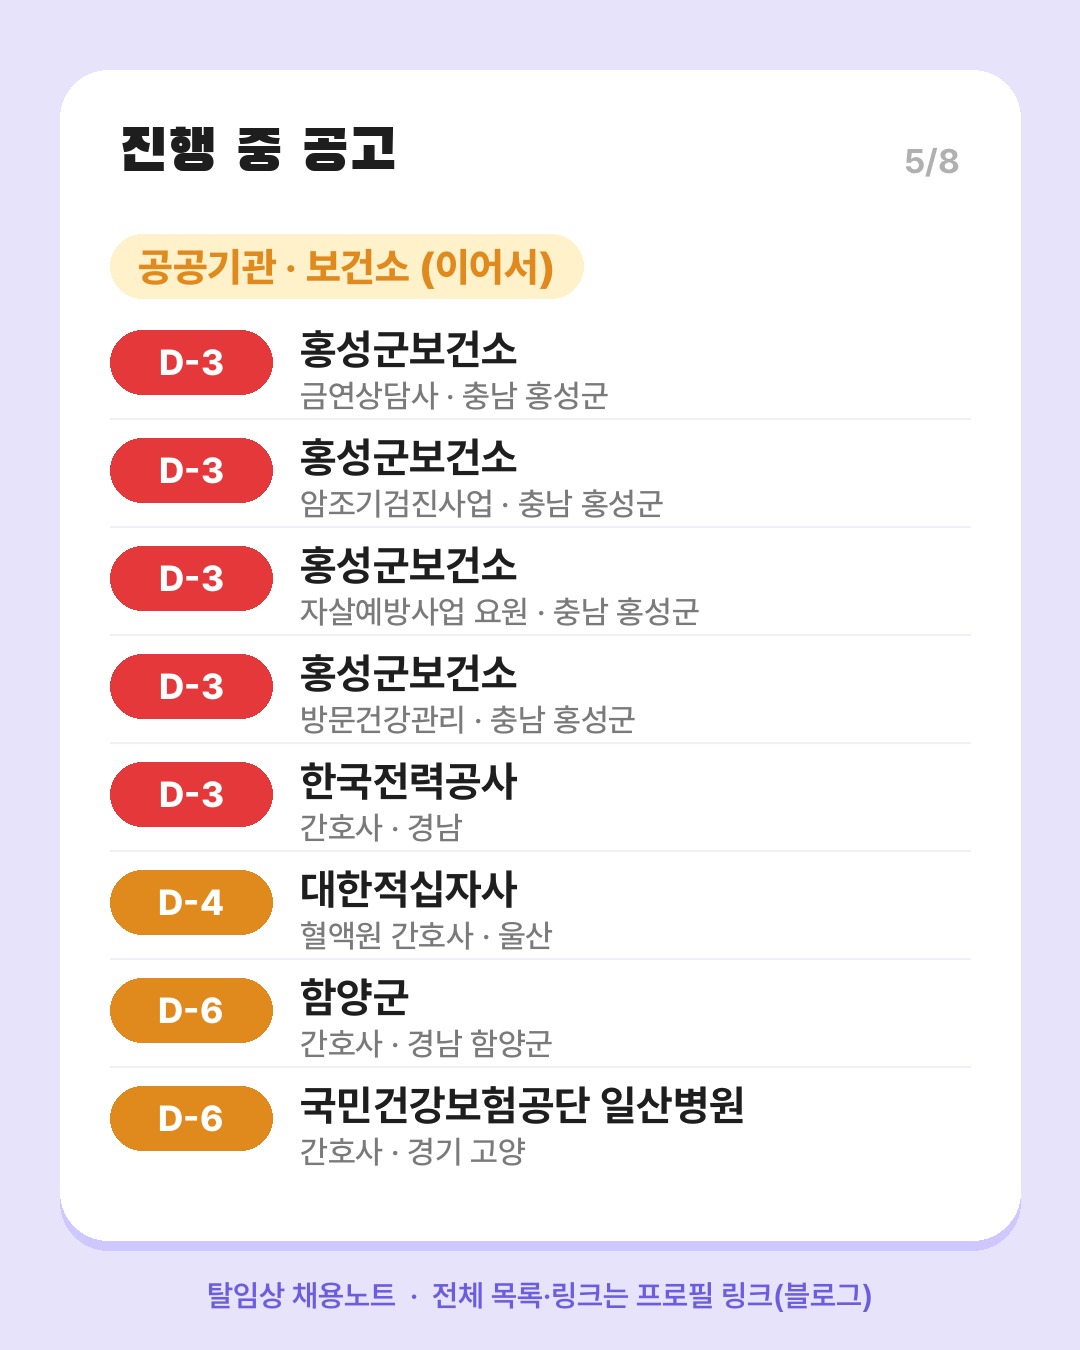 진행 중 공고
5/8
공공기관 · 보건소 (이어서)
D-3
홍성군보건소
금연상담사 · 충남 홍성군
D-3
홍성군보건소
암조기검진사업 · 충남 홍성군
D-3
홍성군보건소
자살예방사업 요원 · 충남 홍성군
D-3
홍성군보건소
방문건강관리 · 충남 홍성군
D-3
한국전력공사
간호사 · 경남
D-4
대한적십자사
혈액원 간호사 · 울산
D-6
함양군
간호사 · 경남 함양군
D-6
국민건강보험공단 일산병원
간호사 · 경기 고양
탈임상 채용노트 · 전체 목록·링크는 프로필 링크(블로그)